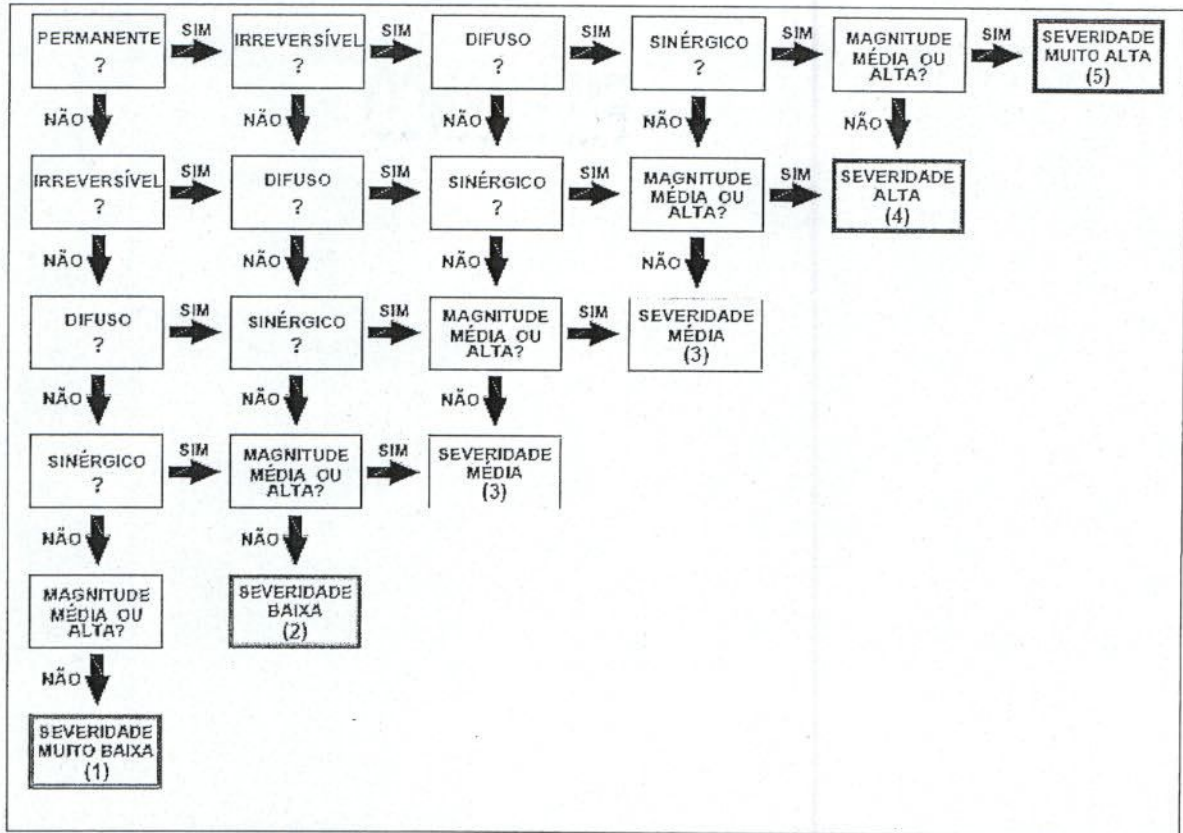 PERMANENTE
?
SIM
IRREVERSÍVEL
?
SIM
DIFUSO
?
SIM
SINÉRGICO
?
SIM
MAGNITUDE
MÉDIA OU
ALTA?
SIM
SEVERIDADE
MUITO ALTA
(5)
NÃO
NÃO
NÃO
NÃO
NÃO
IRREVERSÍVEL
?
SIM
DIFUSO
?
SIM
SINÉRGICO
?
SIM
MAGNITUDE
MÉDIA OU
ALTA?
SIM
SEVERIDADE
ALTA
(4)
NÃO
NÃO
NÃO
NÃO
DIFUSO
?
SIM
SINÉRGICO
?
SIM
MAGNITUDE
MÉDIA OU
ALTA?
SIM
SEVERIDADE
MÉDIA
(3)
NÃO
NÃO
NÃO
SINÉRGICO
?
SIM
MAGNITUDE
MÉDIA OU
ALTA?
SIM
SEVERIDADE
MÉDIA
(3)
NÃO
NÃO
MAGNITUDE
MÉDIA OU
ALTA?
SEVERIDADE
BAIXA
(2)
NÃO
SEVERIDADE
MUITO BAIXA
(1)